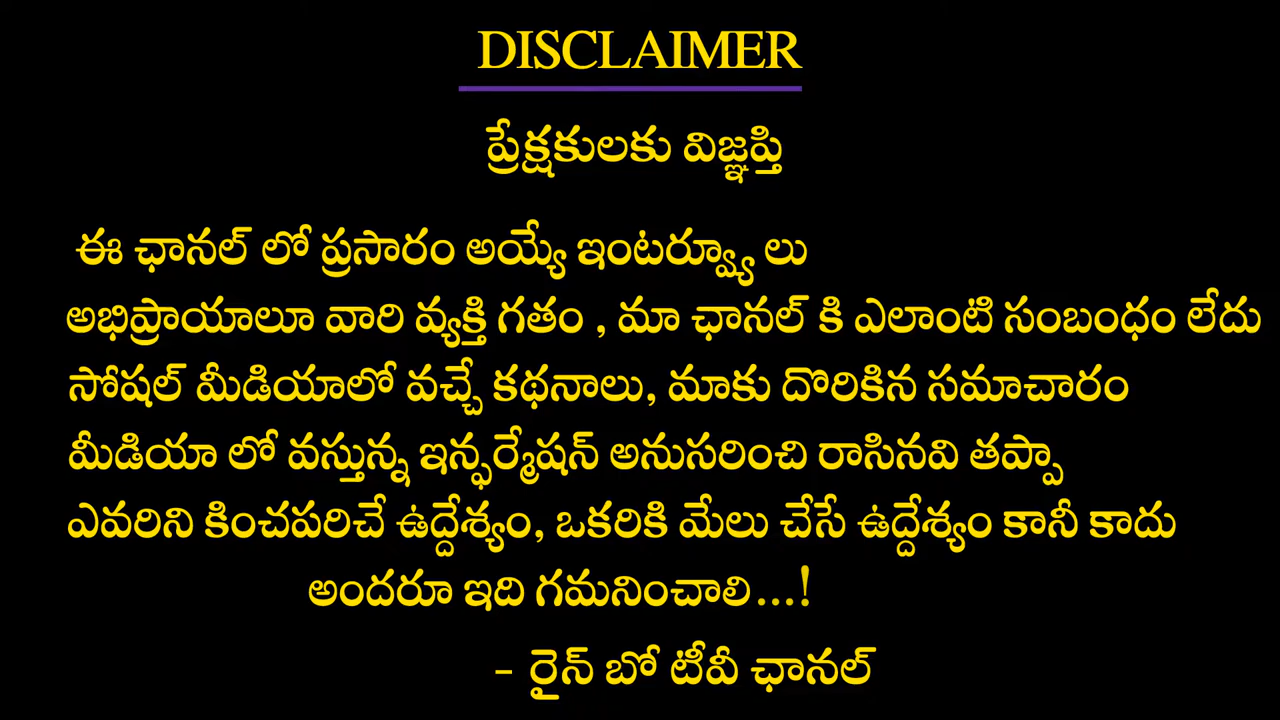 DISCLAIMER
ప్రేక్షకులకు విజ్ఞప్తి
ఈ ఛానల్ లో ప్రసారం అయ్యే ఇంటర్వ్యూ లు
అభిప్రాయాలూ వారి వ్యక్తి గతం , మా ఛానల్ కి ఎలాంటి సంబంధం లేదు
సోషల్ మీడియాలో వచ్చే కథనాలు, మాకు దొరికిన సమాచారం
మీడియా లో వస్తున్న ఇన్ఫర్మేషన్ అనుసరించి రాసినవి తప్పా
ఎవరిని కించపరిచే ఉద్దేశ్యం, ఒకరికి మేలు చేసే ఉద్దేశ్యం కానీ కాదు
అందరూ ఇది గమనించాలి...!
- రైన్ బో టీవీ ఛానల్